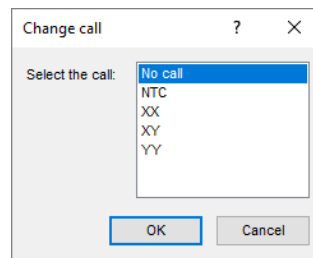 Change call ? ×
Select the call: No call
NTC
XX
XY
YY
OK Cancel